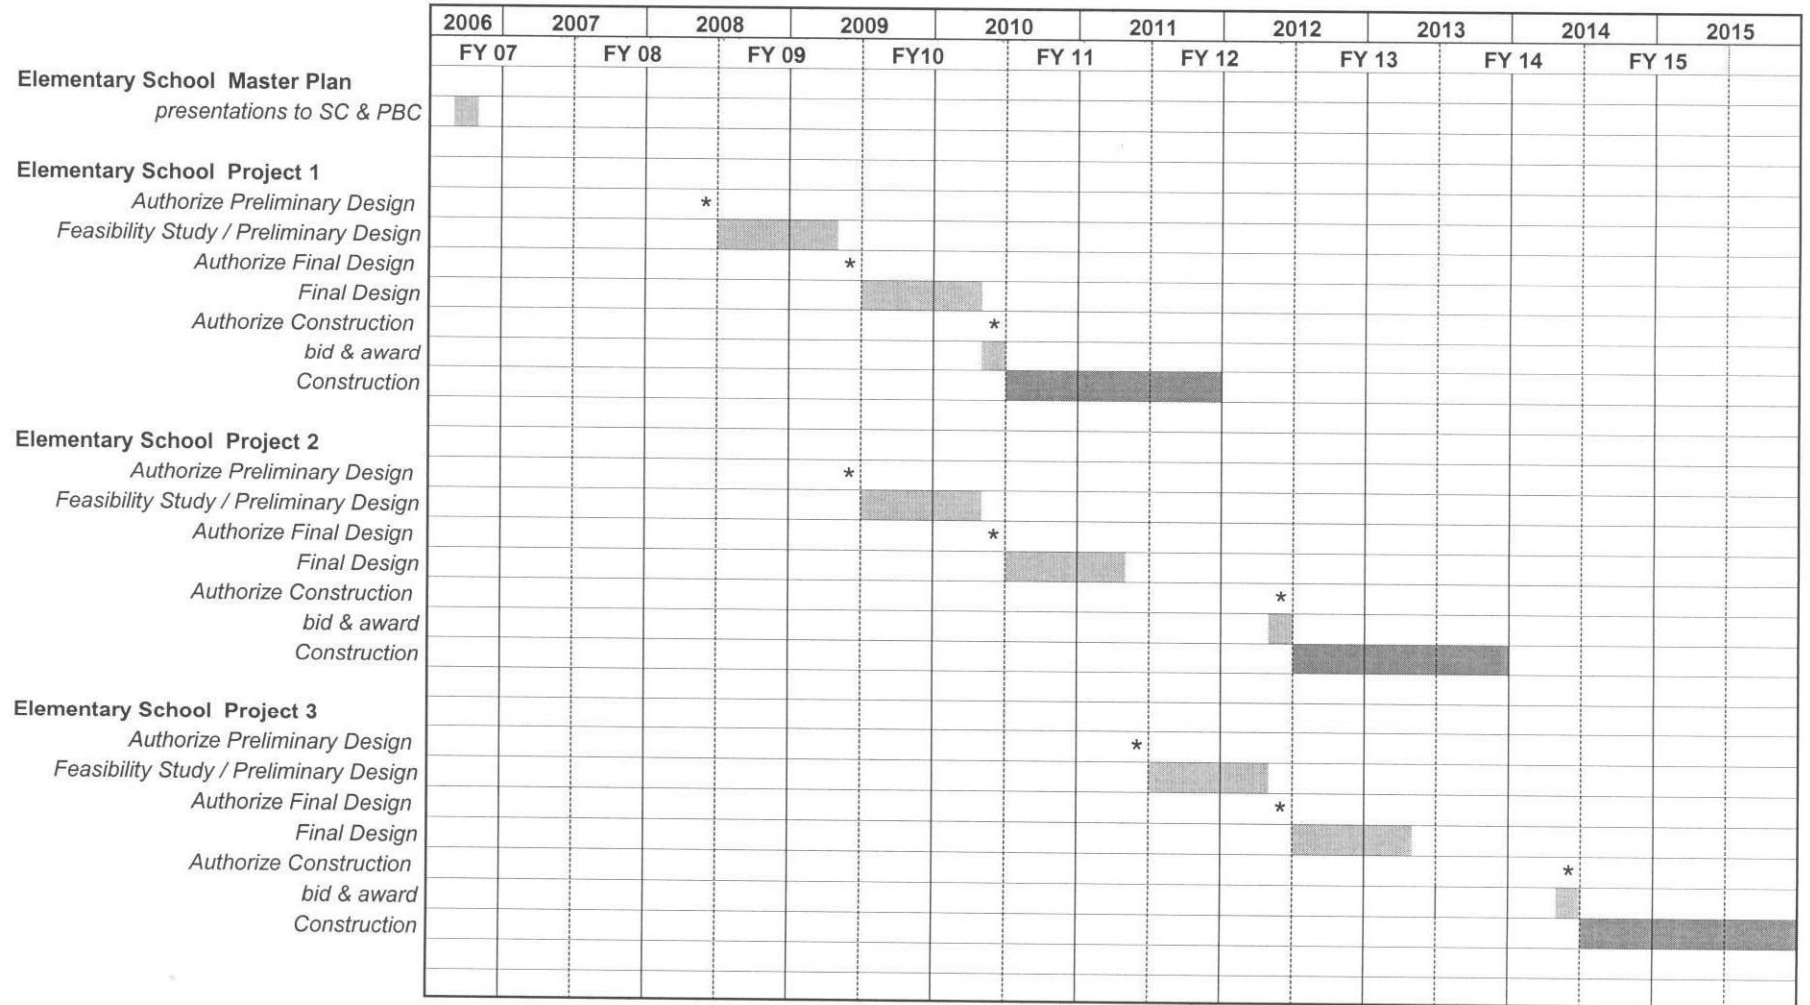 2006 2007 2008 2009 2010 2011 2012 2013 2014 2015
FY 07 FY 08 FY 09 FY10 FY 11 FY 12 FY 13 FY 14 FY 15
Elementary School Master Plan
presentations to SC & PBC
Elementary School Project 1
Authorize Preliminary Design *
Feasibility Study / Preliminary Design
Authorize Final Design *
Final Design
Authorize Construction *
bid & award
Construction
Elementary School Project 2
Authorize Preliminary Design *
Feasibility Study / Preliminary Design
Authorize Final Design *
Final Design
Authorize Construction *
bid & award
Construction
Elementary School Project 3
Authorize Preliminary Design *
Feasibility Study / Preliminary Design
Authorize Final Design *
Final Design
Authorize Construction *
bid & award
Construction